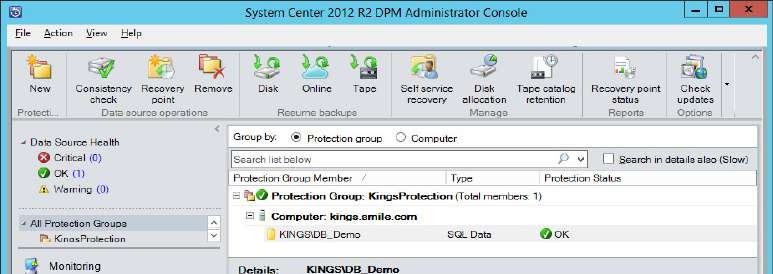 System Center 2012 R2 DPM Administrator Console
File Action View Help
New Consistency check Recovery point Remove Disk Online Tape Self service recovery Disk allocation Tape catalog retention Recovery point status Check updates
Protecti... Data source operations Resume backups Manage Reports Options
Data Source Health
Critical (0)
OK (1)
Warning (0)
All Protection Groups
KingsProtection
Monitoring
Group by: Protection group Computer
Search list below Search in details also (Slow)
Protection Group Member Type Protection Status
Protection Group: KingsProtection (Total members: 1)
Computer: kings.smile.com
KINGS\DB_Demo SQL Data OK
Details: KINGS\DB_Demo